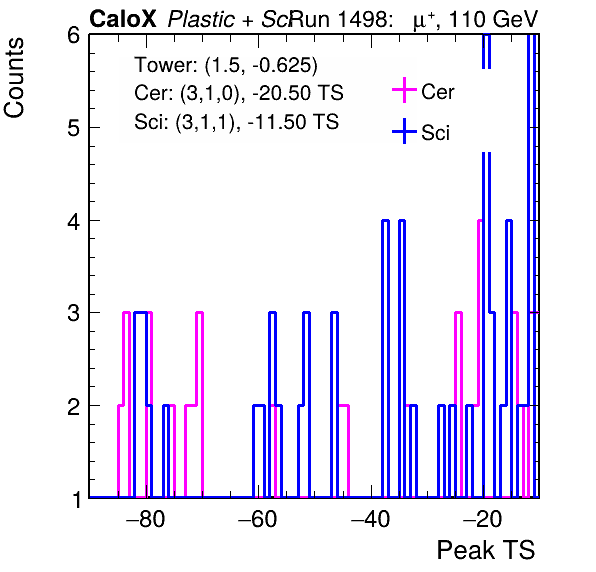 CaloX Plastic + Sci Run 1498: μ+, 110 GeV
Tower: (1.5, -0.625)
Cer: (3,1,0), -20.50 TS
Sci: (3,1,1), -11.50 TS
Cer
Sci
Counts
6
5
4
3
2
1
−80 −60 −40 −20
Peak TS